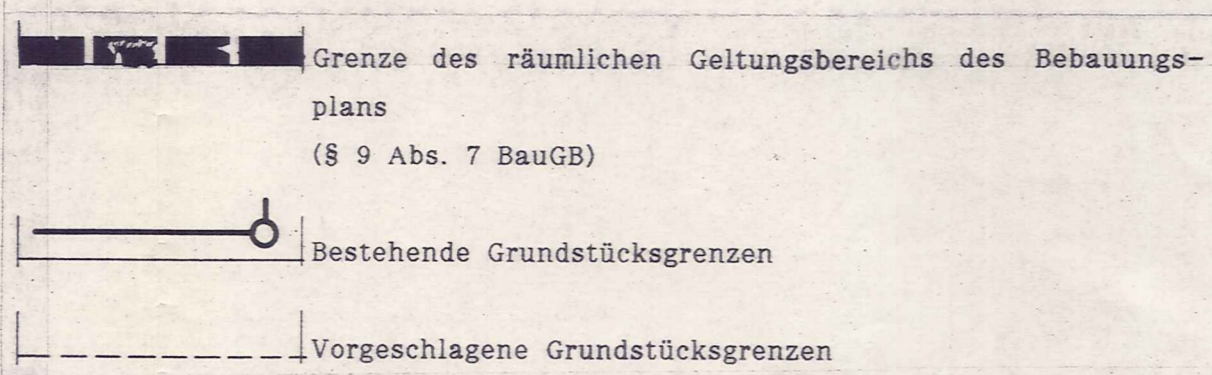 Grenze des räumlichen Geltungsbereichs des Bebauungs-
plans
(§ 9 Abs. 7 BauGB)
Bestehende Grundstücksgrenzen
Vorgeschlagene Grundstücksgrenzen